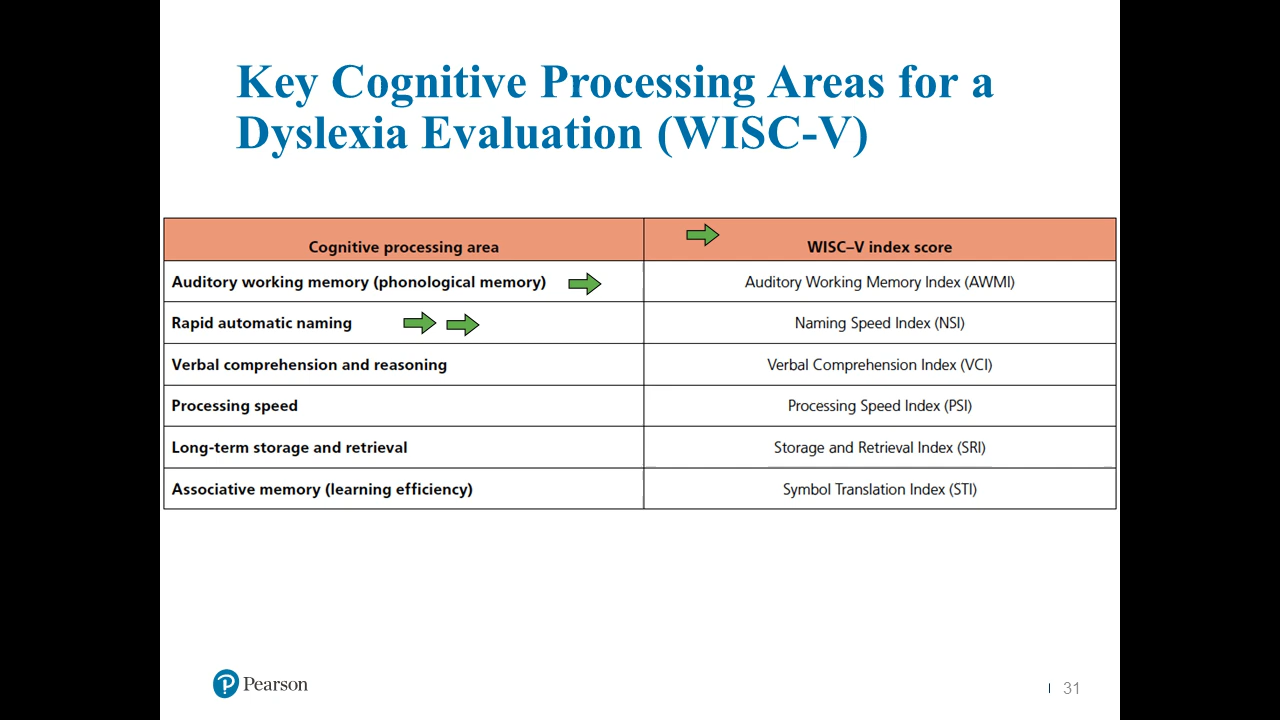 Key Cognitive Processing Areas for a
Dyslexia Evaluation (WISC-V)
Cognitive processing area WISC–V index score
Auditory working memory (phonological memory) Auditory Working Memory Index (AWMI)
Rapid automatic naming Naming Speed Index (NSI)
Verbal comprehension and reasoning Verbal Comprehension Index (VCI)
Processing speed Processing Speed Index (PSI)
Long-term storage and retrieval Storage and Retrieval Index (SRI)
Associative memory (learning efficiency) Symbol Translation Index (STI)
Pearson
31